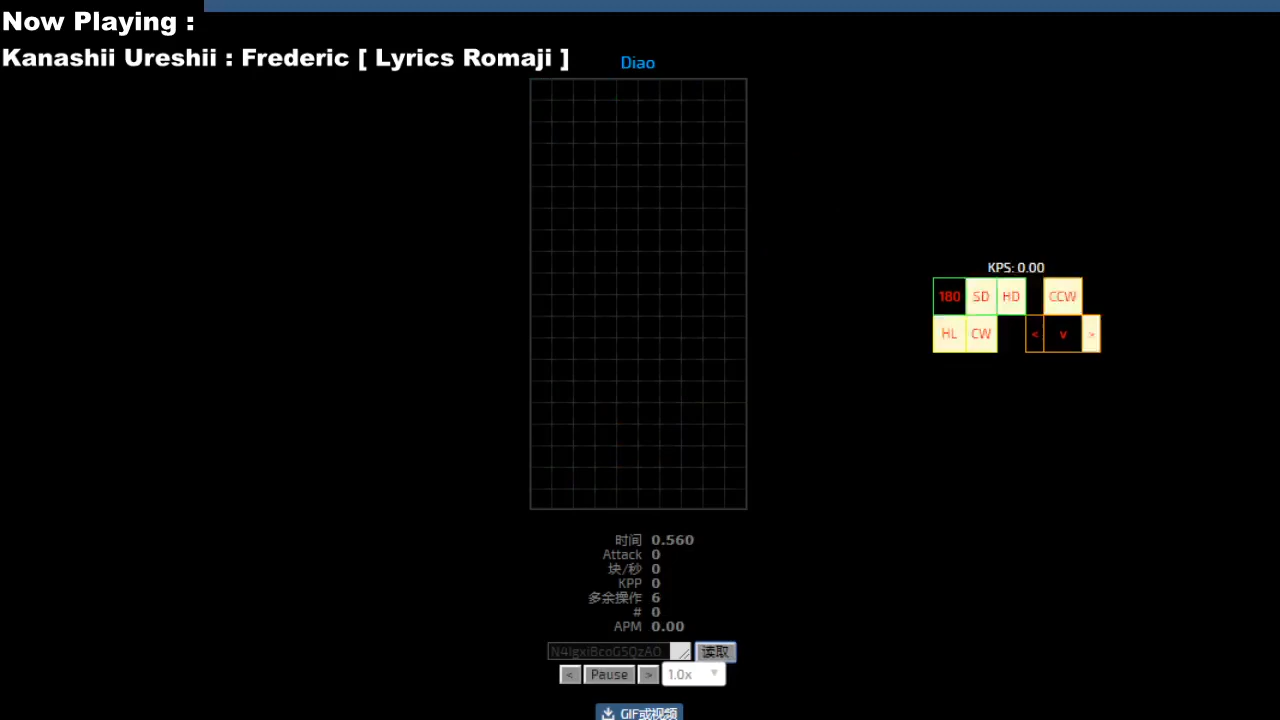 Now Playing :
Kanashii Ureshii : Frederic [ Lyrics Romaji ]
Diao
KPS: 0.00
180 SD HD CCW
HL CW < v >
时间 0.560
Attack 0
块/秒 0
KPP 0
多余操作 6
# 0
APM 0.00
N4IgxiBcoG5QzAO 读取
< Pause > 1.0x
GIF或视频